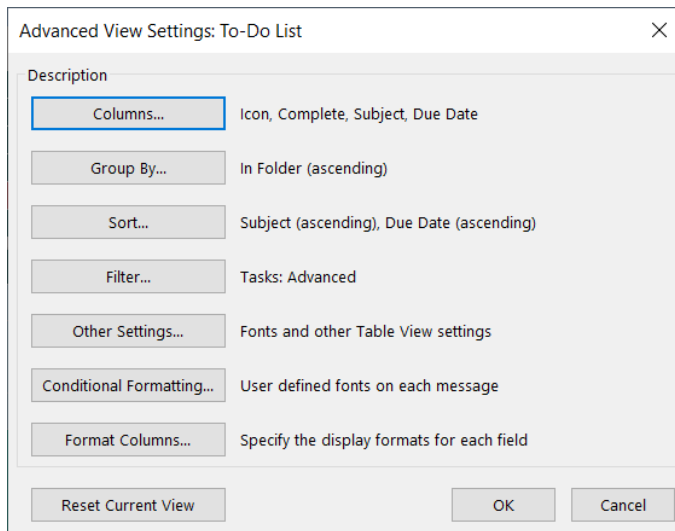 Advanced View Settings: To-Do List
Description
Columns... Icon, Complete, Subject, Due Date
Group By... In Folder (ascending)
Sort... Subject (ascending), Due Date (ascending)
Filter... Tasks: Advanced
Other Settings... Fonts and other Table View settings
Conditional Formatting... User defined fonts on each message
Format Columns... Specify the display formats for each field
Reset Current View OK Cancel